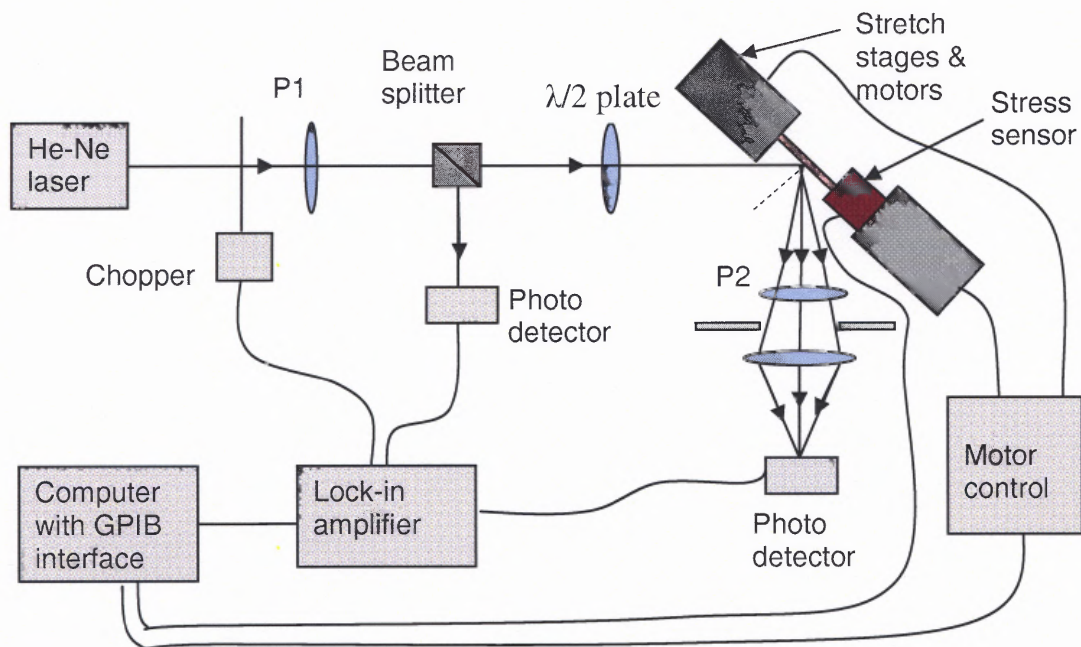 Stretch
stages &
motors
Beam
splitter
P1
λ/2 plate
Stress
sensor
He-Ne
laser
Chopper
Photo
detector
P2
Computer
with GPIB
interface
Lock-in
amplifier
Motor
control
Photo
detector